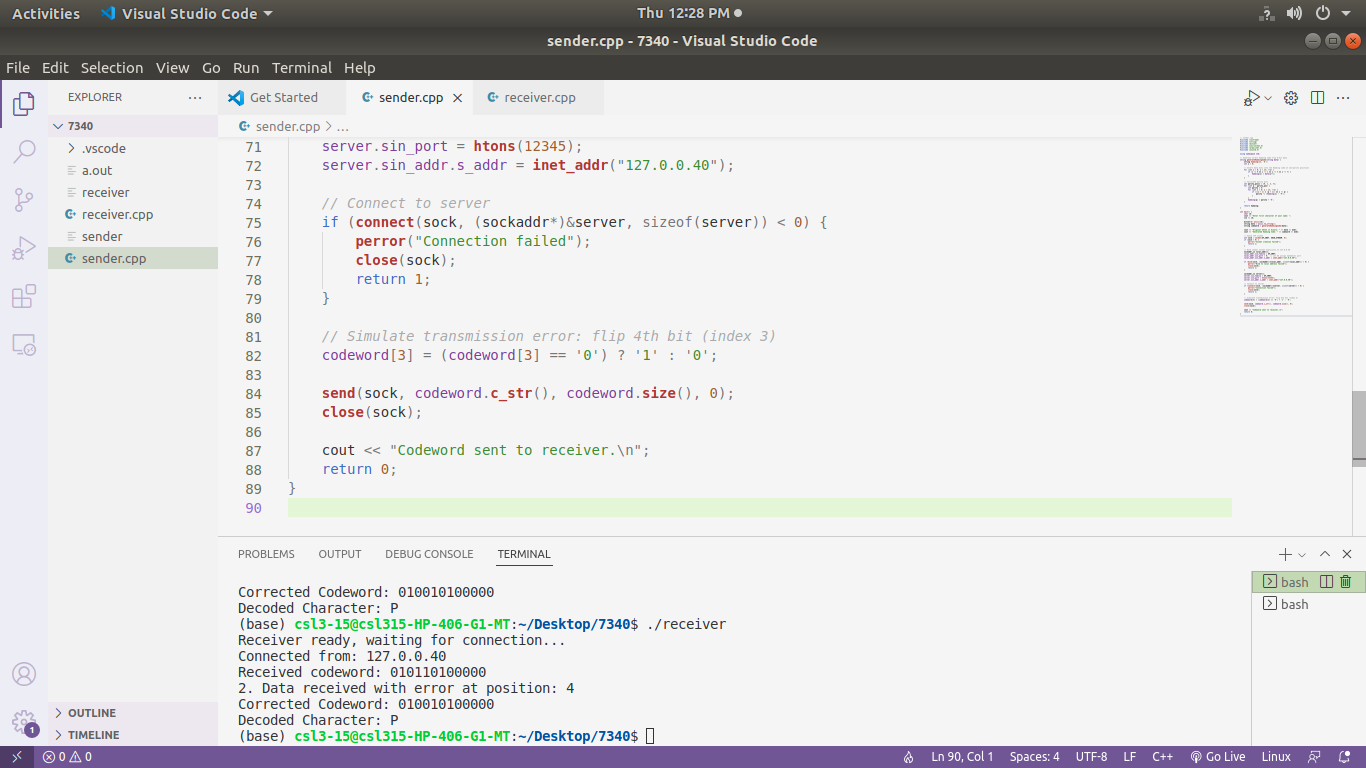 Activities Visual Studio Code Thu 12:28 PM
sender.cpp - 7340 - Visual Studio Code
File Edit Selection View Go Run Terminal Help
EXPLORER ··· Get Started sender.cpp receiver.cpp ···
7340
.vscode
a.out
receiver
receiver.cpp
sender
sender.cpp
OUTLINE
TIMELINE
sender.cpp > ...
71 server.sin_port = htons(12345);
72 server.sin_addr.s_addr = inet_addr("127.0.0.40");
73
74 // Connect to server
75 if (connect(sock, (sockaddr*)&server, sizeof(server)) < 0) {
76 perror("Connection failed");
77 close(sock);
78 return 1;
79 }
80
81 // Simulate transmission error: flip 4th bit (index 3)
82 codeword[3] = (codeword[3] == '0') ? '1' : '0';
83
84 send(sock, codeword.c_str(), codeword.size(), 0);
85 close(sock);
86
87 cout << "Codeword sent to receiver.\n";
88 return 0;
89 }
90
PROBLEMS OUTPUT DEBUG CONSOLE TERMINAL
Corrected Codeword: 010010100000
Decoded Character: P
(base) csl3-15@csl315-HP-406-G1-MT:~/Desktop/7340$ ./receiver
Receiver ready, waiting for connection...
Connected from: 127.0.0.40
Received codeword: 010110100000
2. Data received with error at position: 4
Corrected Codeword: 010010100000
Decoded Character: P
(base) csl3-15@csl315-HP-406-G1-MT:~/Desktop/7340$
bash
bash
1
0 0 Ln 90, Col 1 Spaces: 4 UTF-8 LF C++ Go Live Linux